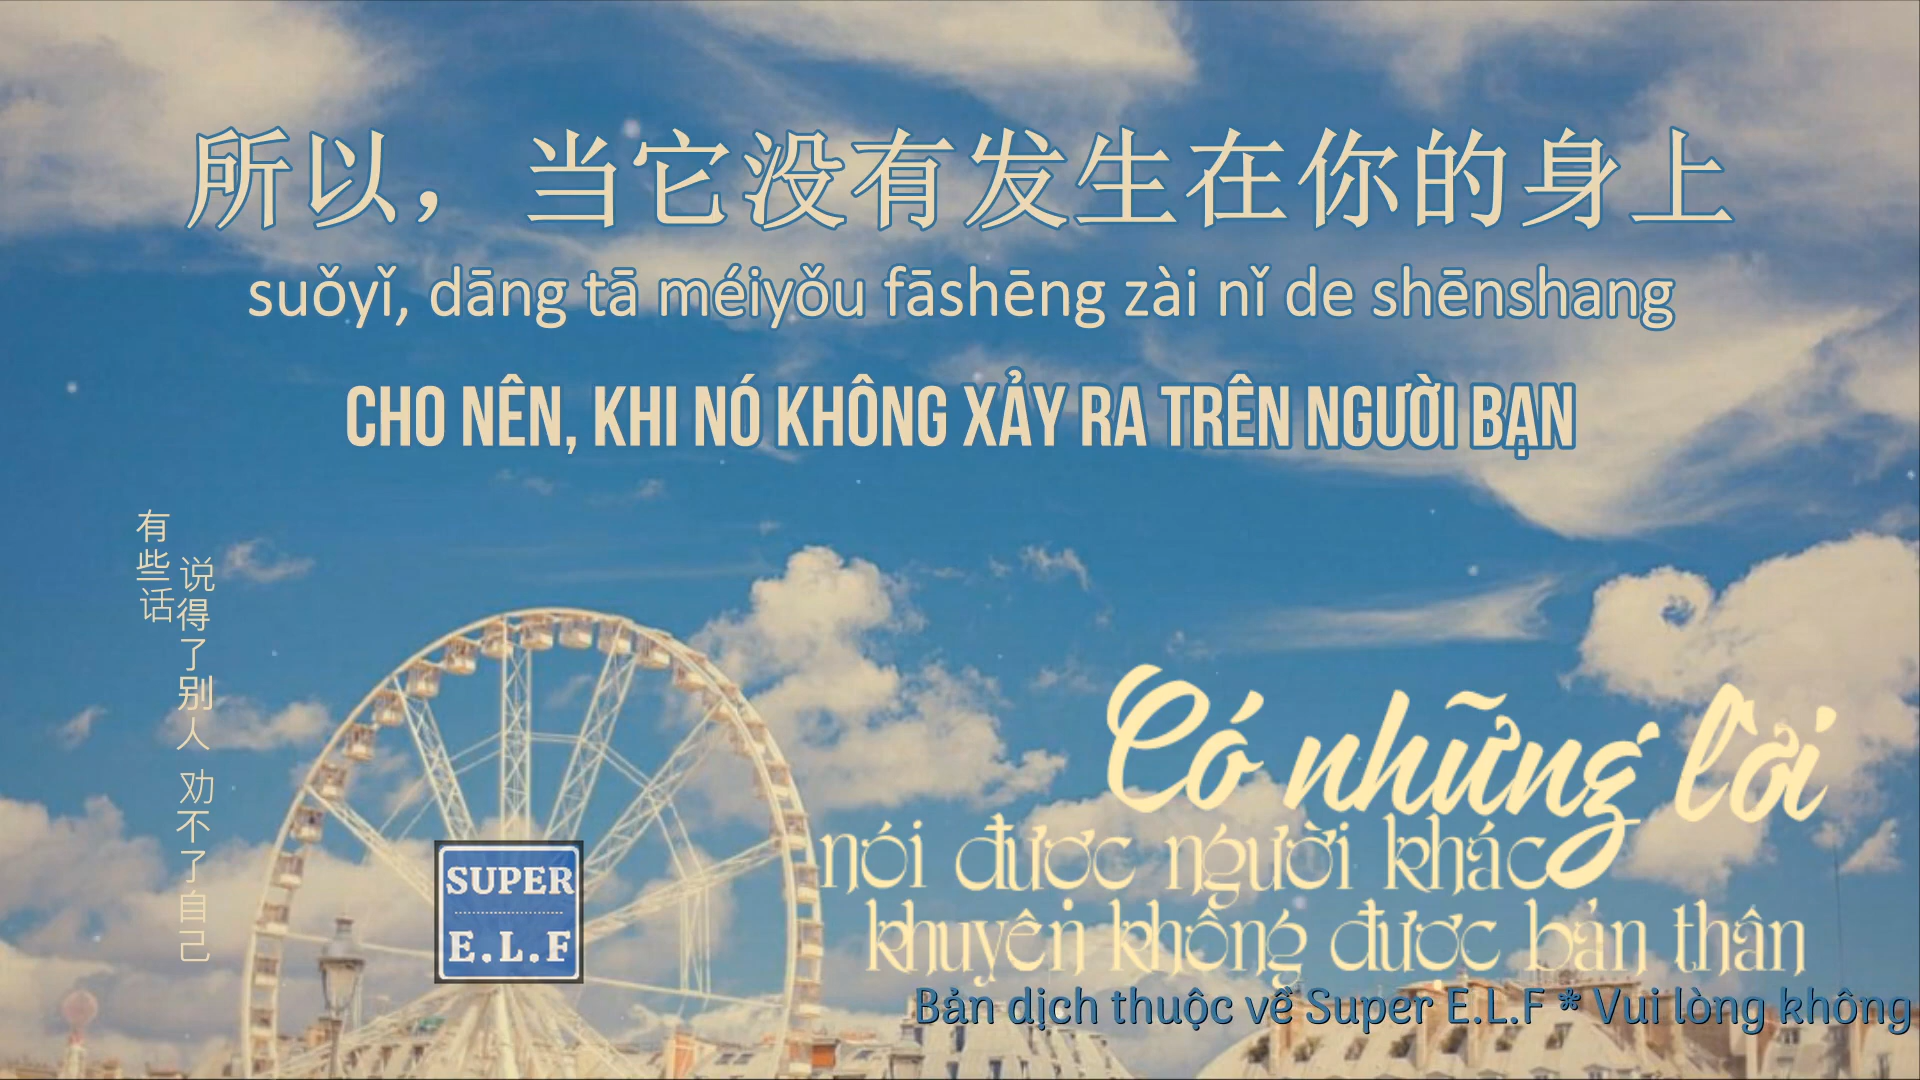 所以，当它没有发生在你的身上
suǒyǐ, dāng tā méiyǒu fāshēng zài nǐ de shēnshang
CHO NÊN, KHI NÓ KHÔNG XẢY RA TRÊN NGƯỜI BẠN
有些话
说得了别人 劝不了自己
SUPER
E.L.F
Có những lời
nói được người khác
khuyên không được bản thân
Bản dịch thuộc về Super E.L.F * Vui lòng không